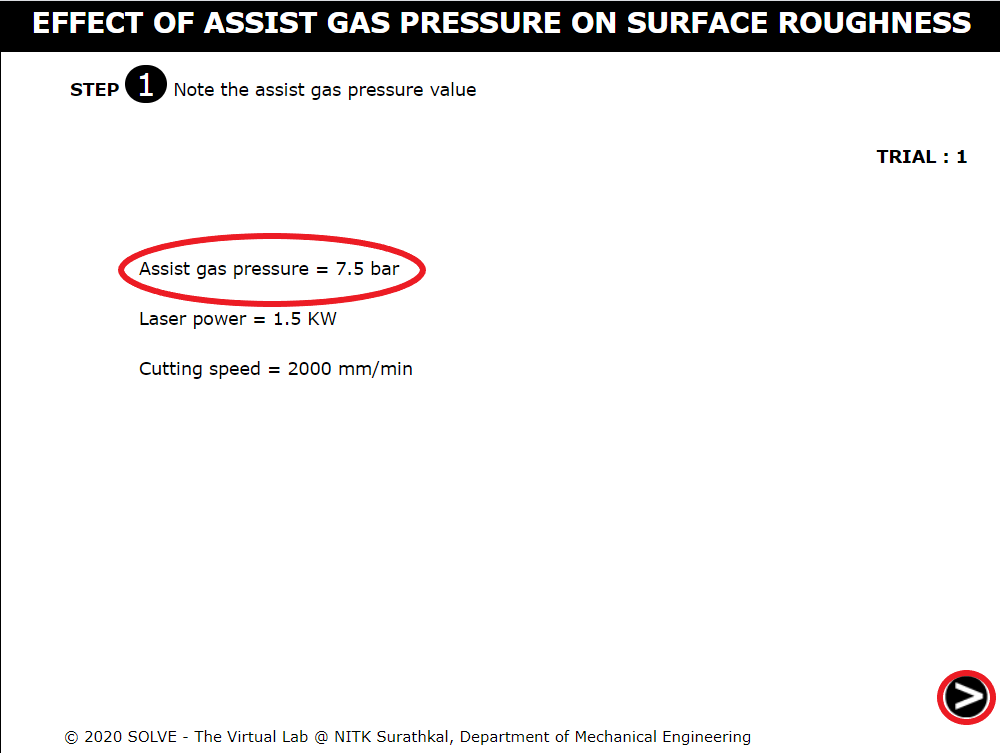 EFFECT OF ASSIST GAS PRESSURE ON SURFACE ROUGHNESS
STEP 1 Note the assist gas pressure value
TRIAL : 1
Assist gas pressure = 7.5 bar
Laser power = 1.5 KW
Cutting speed = 2000 mm/min
>
© 2020 SOLVE - The Virtual Lab @ NITK Surathkal, Department of Mechanical Engineering